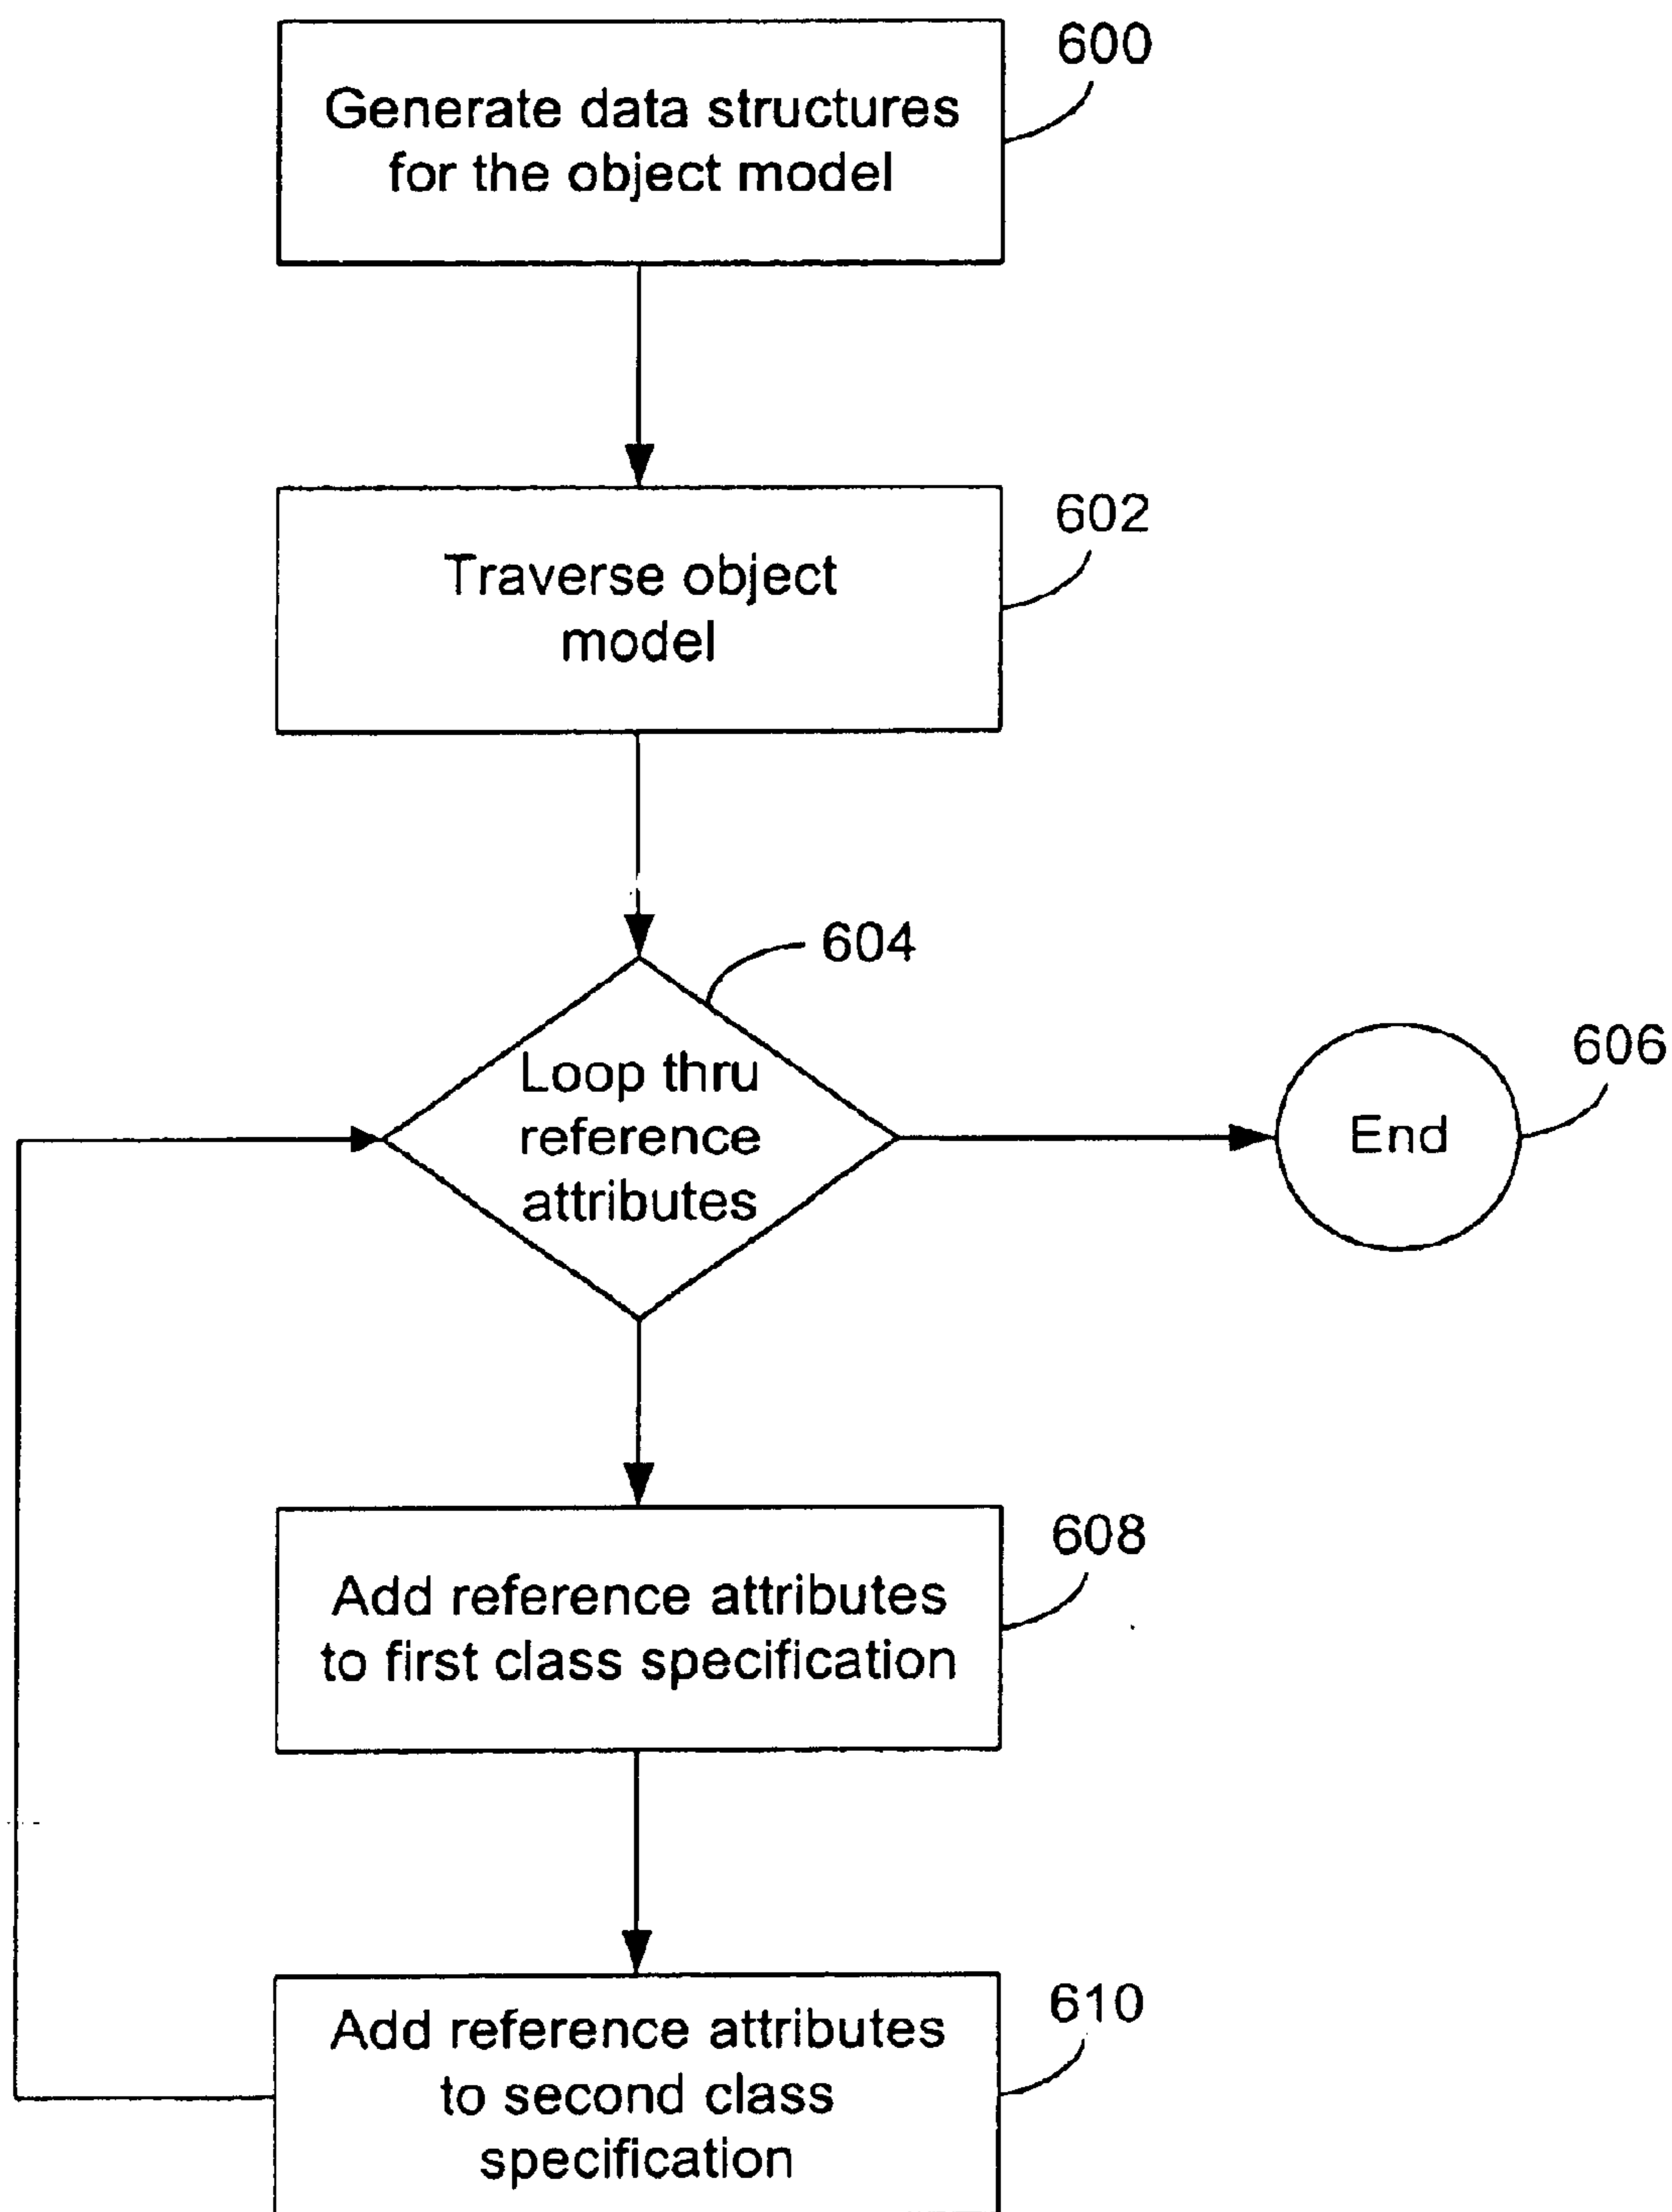 600
Generate data structures
for the object model
602
Traverse object
model
604
Loop thru
reference
attributes
606
End
608
Add reference attributes
to first class specification
610
Add reference attributes
to second class
specification